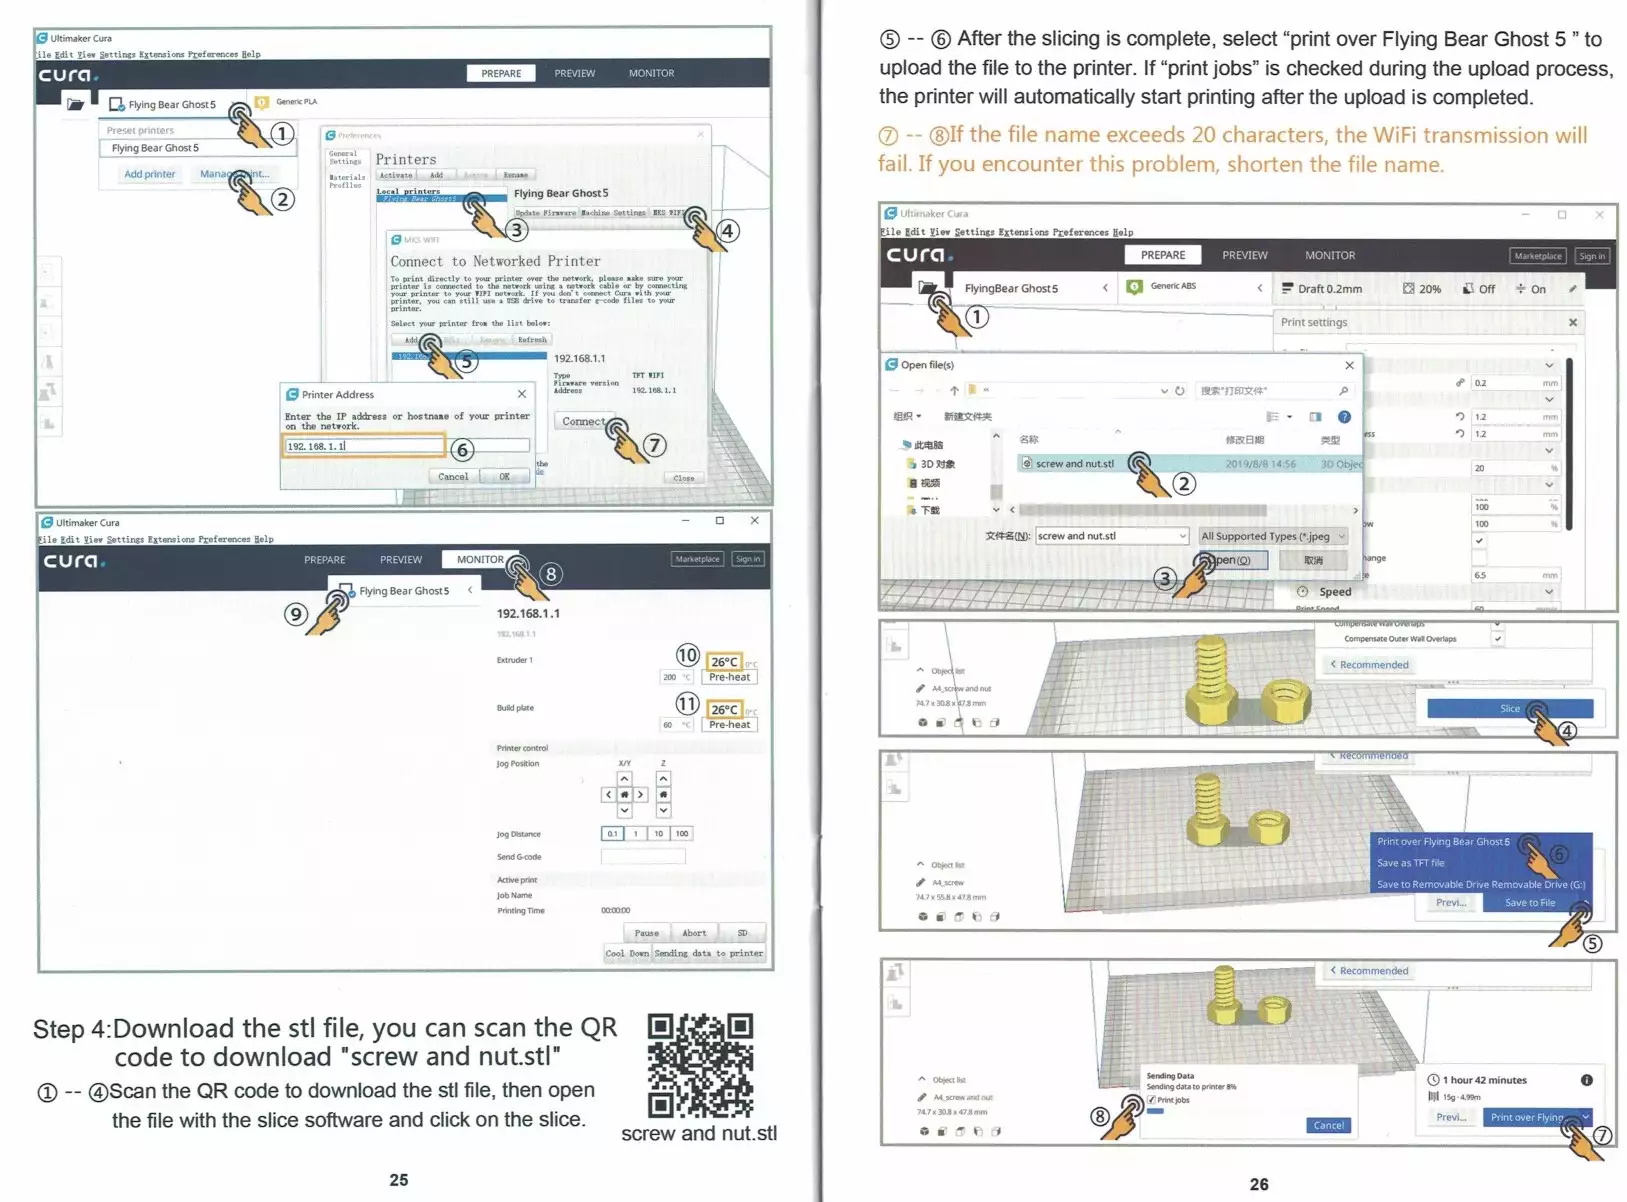 Ultimaker Cura
ile Edit View Settings Extensions Preferences Help
cura.
PREPARE PREVIEW MONITOR
Flying Bear Ghost5
Generic PLA
①
Preset printers
Flying Bear Ghost5
Add printer
②
Preferences
General
Settings
Materials
Profiles
Printers
Activate Add Rename
Local printers
Flying Bear Ghost5
③
Flying Bear Ghost5
Update Firmware Machine Settings MKS WIFI
④
MKS WIFI
Connect to Networked Printer
To print directly to your printer over the network, please make sure your
printer is connected to the network using a network cable or by connecting
your printer to your WIFI network. If you don't connect Cura with your
printer, you can still use a USB drive to transfer g-code files to your
printer.
Select your printer from the list below:
Add Refresh
⑤
192.168.1.1
Type TFT WIFI
Firmware version
Address 192.168.1.1
Connect
⑦
Close
Printer Address
Enter the IP address or hostname of your printer
on the network.
192.168.1.1
⑥
Cancel OK
the
Ultimaker Cura
File Edit View Settings Extensions Preferences Help
cura.
PREPARE PREVIEW MONITOR
Marketplace Sign in
⑧
Flying Bear Ghost5
⑨
192.168.1.1
192.168.1.1
Extruder 1
⑩
26°C 0°C
200 °C Pre-heat
Build plate
⑪
26°C 0°C
60 °C Pre-heat
Printer control
Jog Position X/Y Z
Jog Distance 0.1 1 10 100
Send G-code
Active print
Job Name
Printing Time 00:00:00
Pause Abort SD
Cool Down Sending data to printer
Step 4:Download the stl file, you can scan the QR
code to download "screw and nut.stl"
① -- ④Scan the QR code to download the stl file, then open
the file with the slice software and click on the slice.
screw and nut.stl
25
⑤ -- ⑥ After the slicing is complete, select “print over Flying Bear Ghost 5 ” to
upload the file to the printer. If “print jobs” is checked during the upload process,
the printer will automatically start printing after the upload is completed.
⑦ -- ⑧If the file name exceeds 20 characters, the WiFi transmission will
fail. If you encounter this problem, shorten the file name.
Ultimaker Cura
File Edit View Settings Extensions Preferences Help
cura.
PREPARE PREVIEW MONITOR
Marketplace Sign in
FlyingBear Ghost5
Generic ABS
Draft 0.2mm 20% Off On
①
Print settings
Open file(s)
搜索"打印文件"
组织 新建文件夹
此电脑
3D 对象
视频
下载
名称 修改日期 类型
screw and nut.stl 2019/8/8 14:56 3D Objec
②
文件名(N): screw and nut.stl All Supported Types (*.jpeg
③
pen(O) 取消
0.2 mm
1.2 mm
1.2 mm
20 %
100 %
100 %
6.5 mm
Speed
Print Speed 60
Compensate Wall Overlaps
Compensate Outer Wall Overlaps
Recommended
Object list
A4_screw and nut
74.7 x 30.8 x 47.8 mm
Slice
④
Recommended
Object list
A4_screw
74.7 x 55.8 x 47.8 mm
Print over Flying Bear Ghost5
⑥
Save as TFT file
Save to Removable Drive Removable Drive (G:)
Previ... Save to File
⑤
Recommended
Object list
A4_screw and nut
74.7 x 30.8 x 47.8 mm
Sending Data
Sending data to printer 8%
Print jobs
⑧
Cancel
1 hour 42 minutes
15g · 4.99m
Previ... Print over Flying
⑦
26